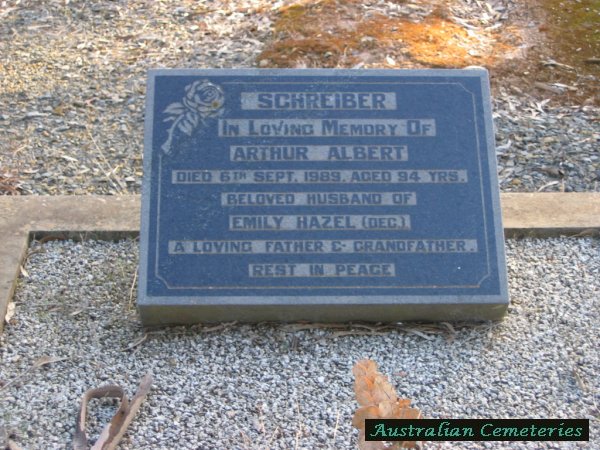 SCHREIBER
IN LOVING MEMORY OF
ARTHUR ALBERT
DIED 6TH SEPT. 1989, AGED 94 YRS.
BELOVED HUSBAND OF
EMILY HAZEL (DEC.)
A LOVING FATHER & GRANDFATHER.
REST IN PEACE
Australian Cemeteries